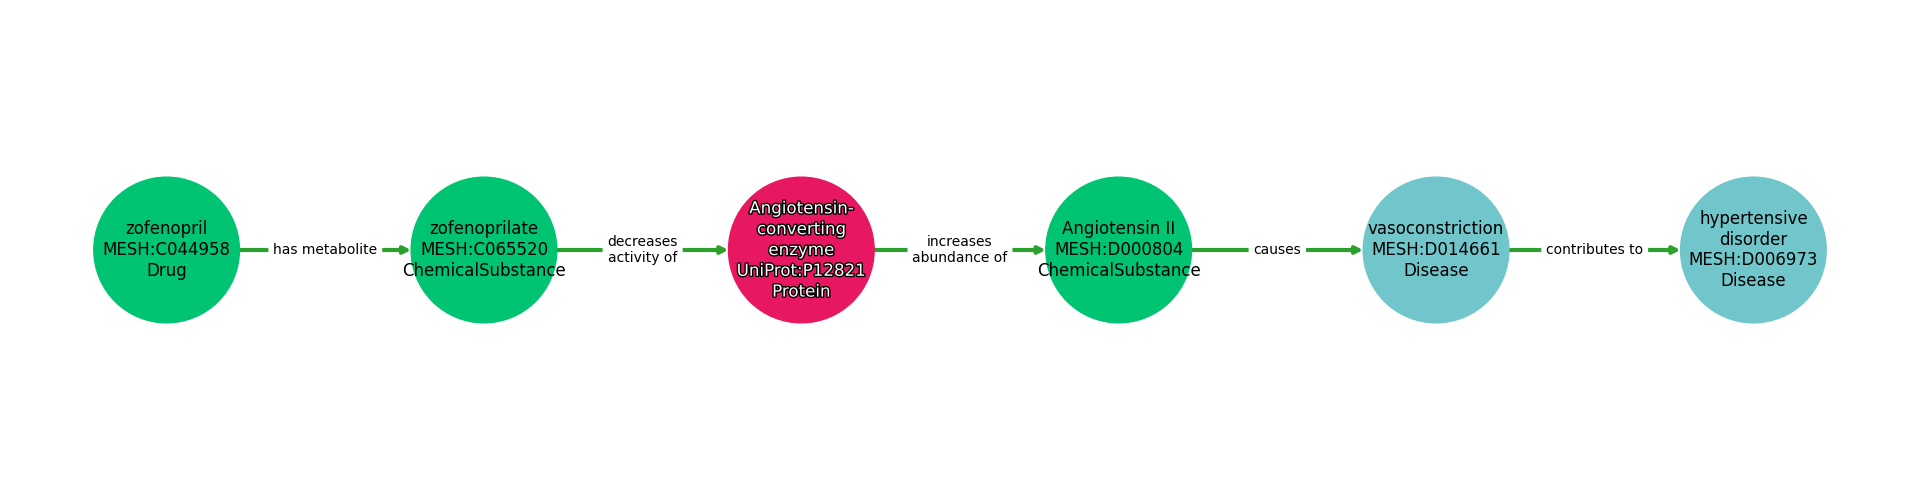 zofenopril
MESH:C044958
Drug
has metabolite
zofenoprilate
MESH:C065520
ChemicalSubstance
decreases
activity of
Angiotensin-
converting
enzyme
UniProt:P12821
Protein
increases
abundance of
Angiotensin II
MESH:D000804
ChemicalSubstance
causes
vasoconstriction
MESH:D014661
Disease
contributes to
hypertensive
disorder
MESH:D006973
Disease